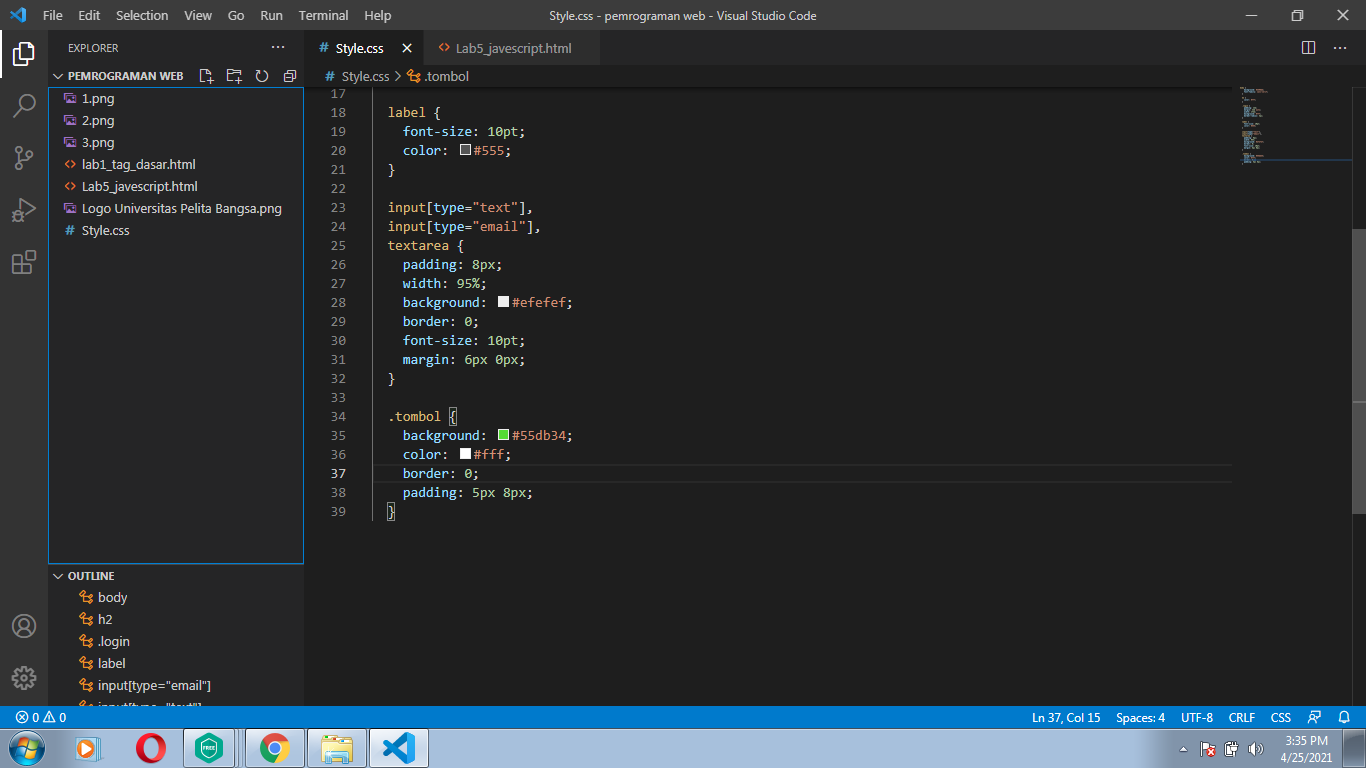 File Edit Selection View Go Run Terminal Help Style.css - pemrograman web - Visual Studio Code
EXPLORER
PEMROGRAMAN WEB
1.png
2.png
3.png
lab1_tag_dasar.html
Lab5_javescript.html
Logo Universitas Pelita Bangsa.png
# Style.css
OUTLINE
body
h2
.login
label
input[type="email"]
input[type="text"]
# Style.css Lab5_javescript.html
# Style.css > .tombol
17
18 label {
19 font-size: 10pt;
20 color: #555;
21 }
22
23 input[type="text"],
24 input[type="email"],
25 textarea {
26 padding: 8px;
27 width: 95%;
28 background: #efefef;
29 border: 0;
30 font-size: 10pt;
31 margin: 6px 0px;
32 }
33
34 .tombol {
35 background: #55db34;
36 color: #fff;
37 border: 0;
38 padding: 5px 8px;
39 }
0 0 Ln 37, Col 15 Spaces: 4 UTF-8 CRLF CSS
FREE
3:35 PM
4/25/2021